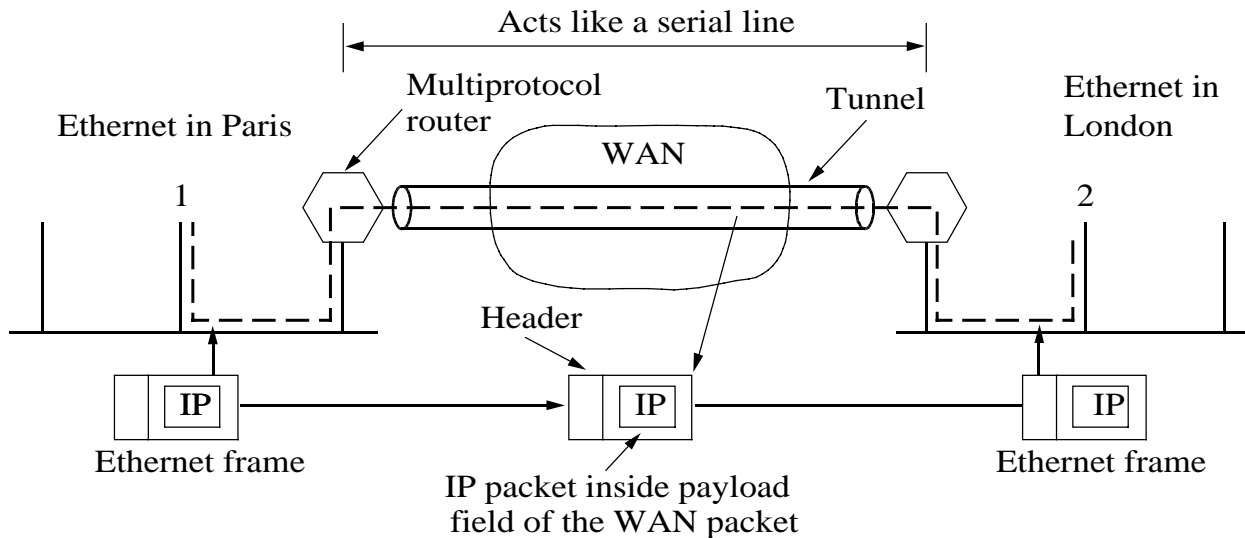 Acts like a serial line
Multiprotocol
router
Tunnel
Ethernet in
London
Ethernet in Paris
WAN
1
2
Header
IP
IP
IP
Ethernet frame
Ethernet frame
IP packet inside payload
field of the WAN packet